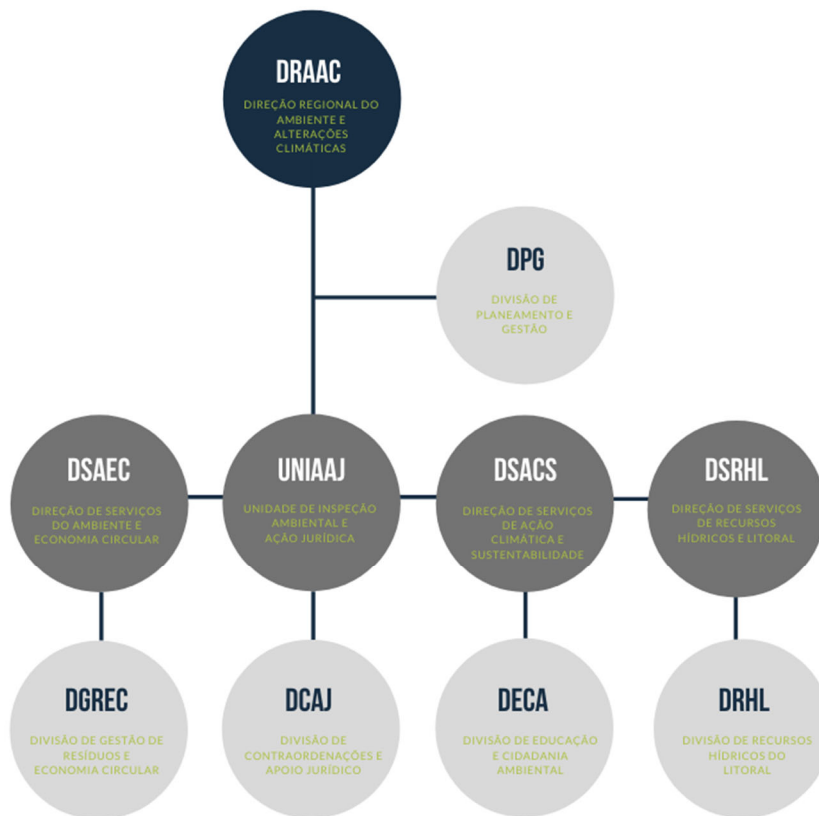 DRAAC
DIREÇÃO REGIONAL DO
AMBIENTE E
ALTERAÇÕES
CLIMÁTICAS
DPG
DIVISÃO DE
PLANEAMENTO E
GESTÃO
DSAEC
DIREÇÃO DE SERVIÇOS
DO AMBIENTE E
ECONOMIA CIRCULAR
UNIAAJ
UNIDADE DE INSPEÇÃO
AMBIENTAL E
AÇÃO JURÍDICA
DSACS
DIREÇÃO DE SERVIÇOS
DE AÇÃO
CLIMÁTICA E
SUSTENTABILIDADE
DSRHL
DIREÇÃO DE SERVIÇOS
DE RECURSOS
HÍDRICOS E LITORAL
DGREC
DIVISÃO DE GESTÃO DE
RESÍDUOS E
ECONOMIA CIRCULAR
DCAJ
DIVISÃO DE
CONTRAORDENAÇÕES E
APOIO JURÍDICO
DECA
DIVISÃO DE EDUCAÇÃO
E CIDADANIA
AMBIENTAL
DRHL
DIVISÃO DE RECURSOS
HÍDRICOS DO
LITORAL